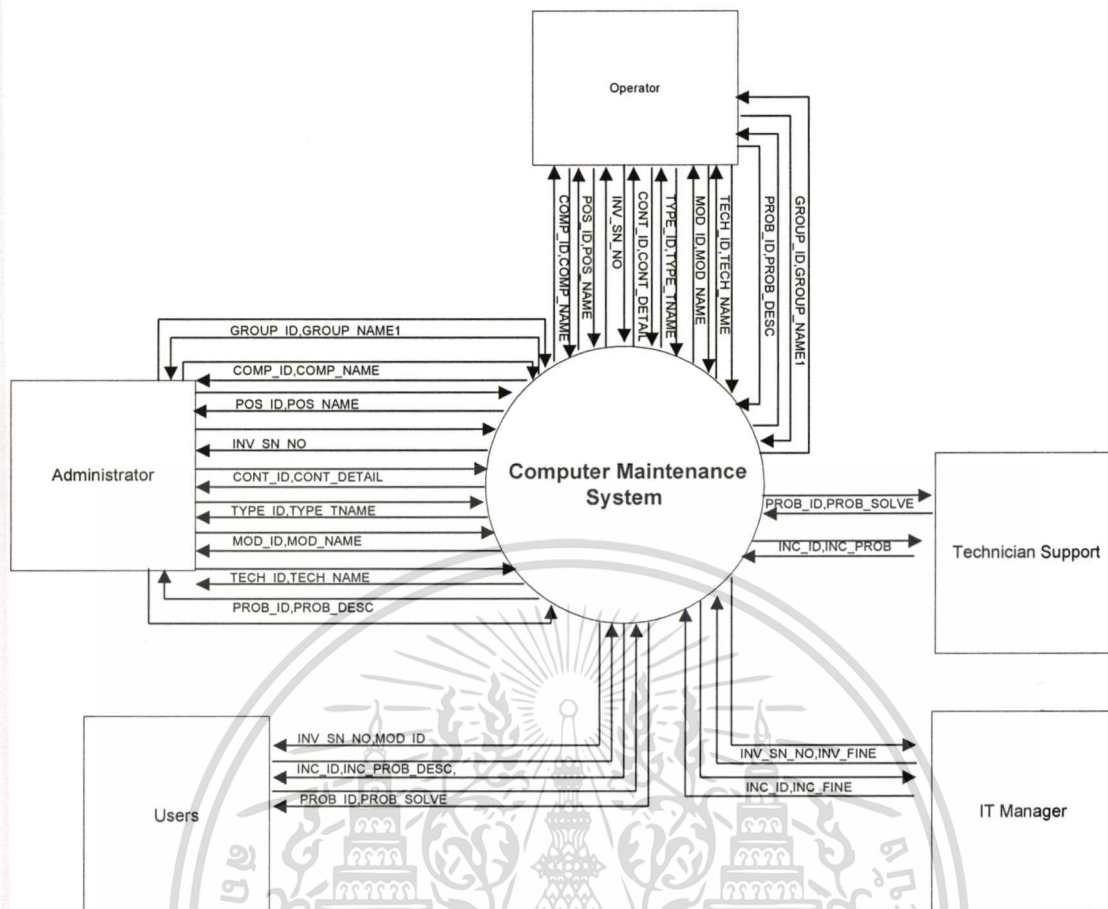 Operator
COMP_ID,COMP_NAME
POS_ID,POS_NAME
INV_SN_NO
CONT_ID,CONT_DETAIL
TYPE_ID,TYPE_TNAME
MOD_ID,MOD_NAME
TECH_ID,TECH_NAME
PROB_ID,PROB_DESC
GROUP_ID,GROUP_NAME1
GROUP_ID,GROUP_NAME1
COMP_ID,COMP_NAME
POS_ID,POS_NAME
INV_SN_NO
CONT_ID,CONT_DETAIL
TYPE_ID,TYPE_TNAME
MOD_ID,MOD_NAME
TECH_ID,TECH_NAME
PROB_ID,PROB_DESC
Administrator
Computer Maintenance
System
PROB_ID,PROB_SOLVE
INC_ID,INC_PROB
Technician Support
INV_SN_NO,MOD_ID
INC_ID,INC_PROB_DESC,
PROB_ID,PROB_SOLVE
Users
INV_SN_NO,INV_FINE
INC_ID,INC_FINE
IT Manager